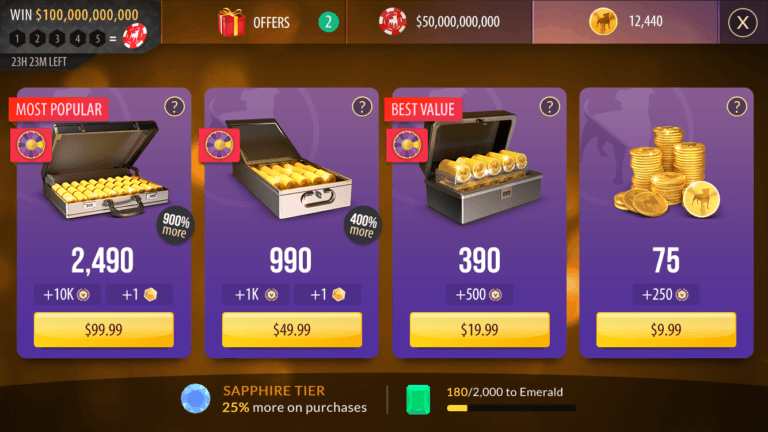 WIN $100,000,000,000
1 2 3 4 5 =
23H 23M LEFT
OFFERS 2
$50,000,000,000
12,440
X
MOST POPULAR
?
900%
more
2,490
+10K +1
$99.99
?
400%
more
990
+1K +1
$49.99
BEST VALUE
?
390
+500
$19.99
?
75
+250
$9.99
SAPPHIRE TIER
25% more on purchases
180/2,000 to Emerald